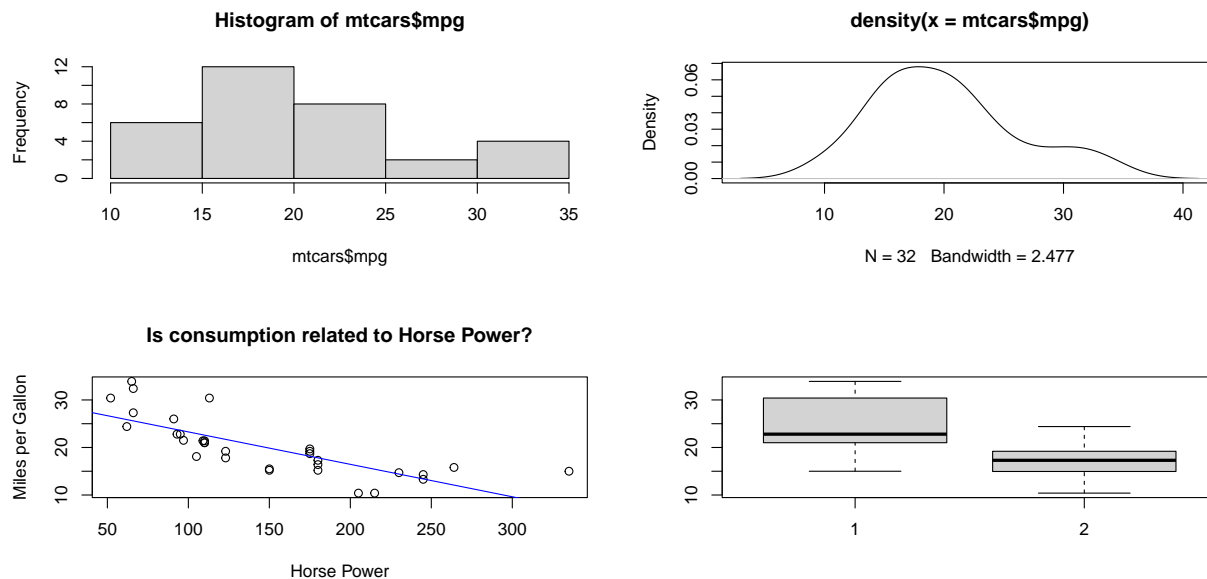 Histogram of mtcars$mpg
Frequency
12
8
4
0
10 15 20 25 30 35
mtcars$mpg
density(x = mtcars$mpg)
Density
0.06
0.03
0.00
10 20 30 40
N = 32 Bandwidth = 2.477
Is consumption related to Horse Power?
Miles per Gallon
30
20
10
50 100 150 200 250 300
Horse Power
30
20
10
1 2